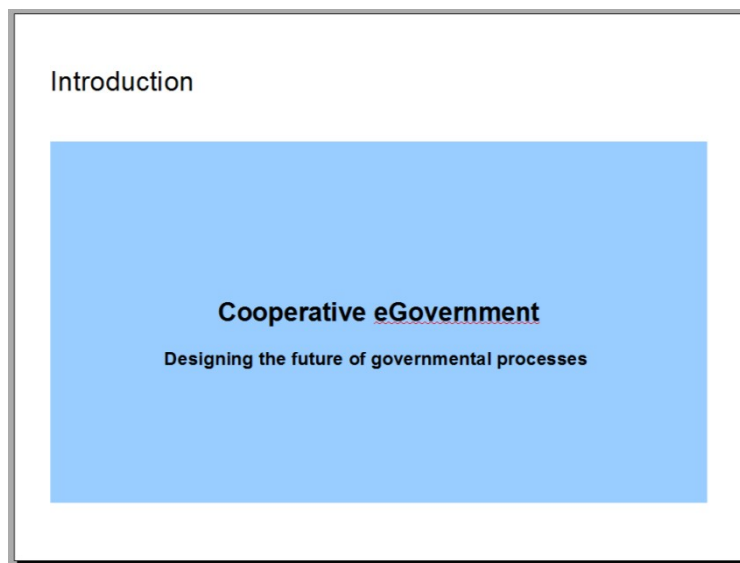 Introduction
Cooperative eGovernment
Designing the future of governmental processes